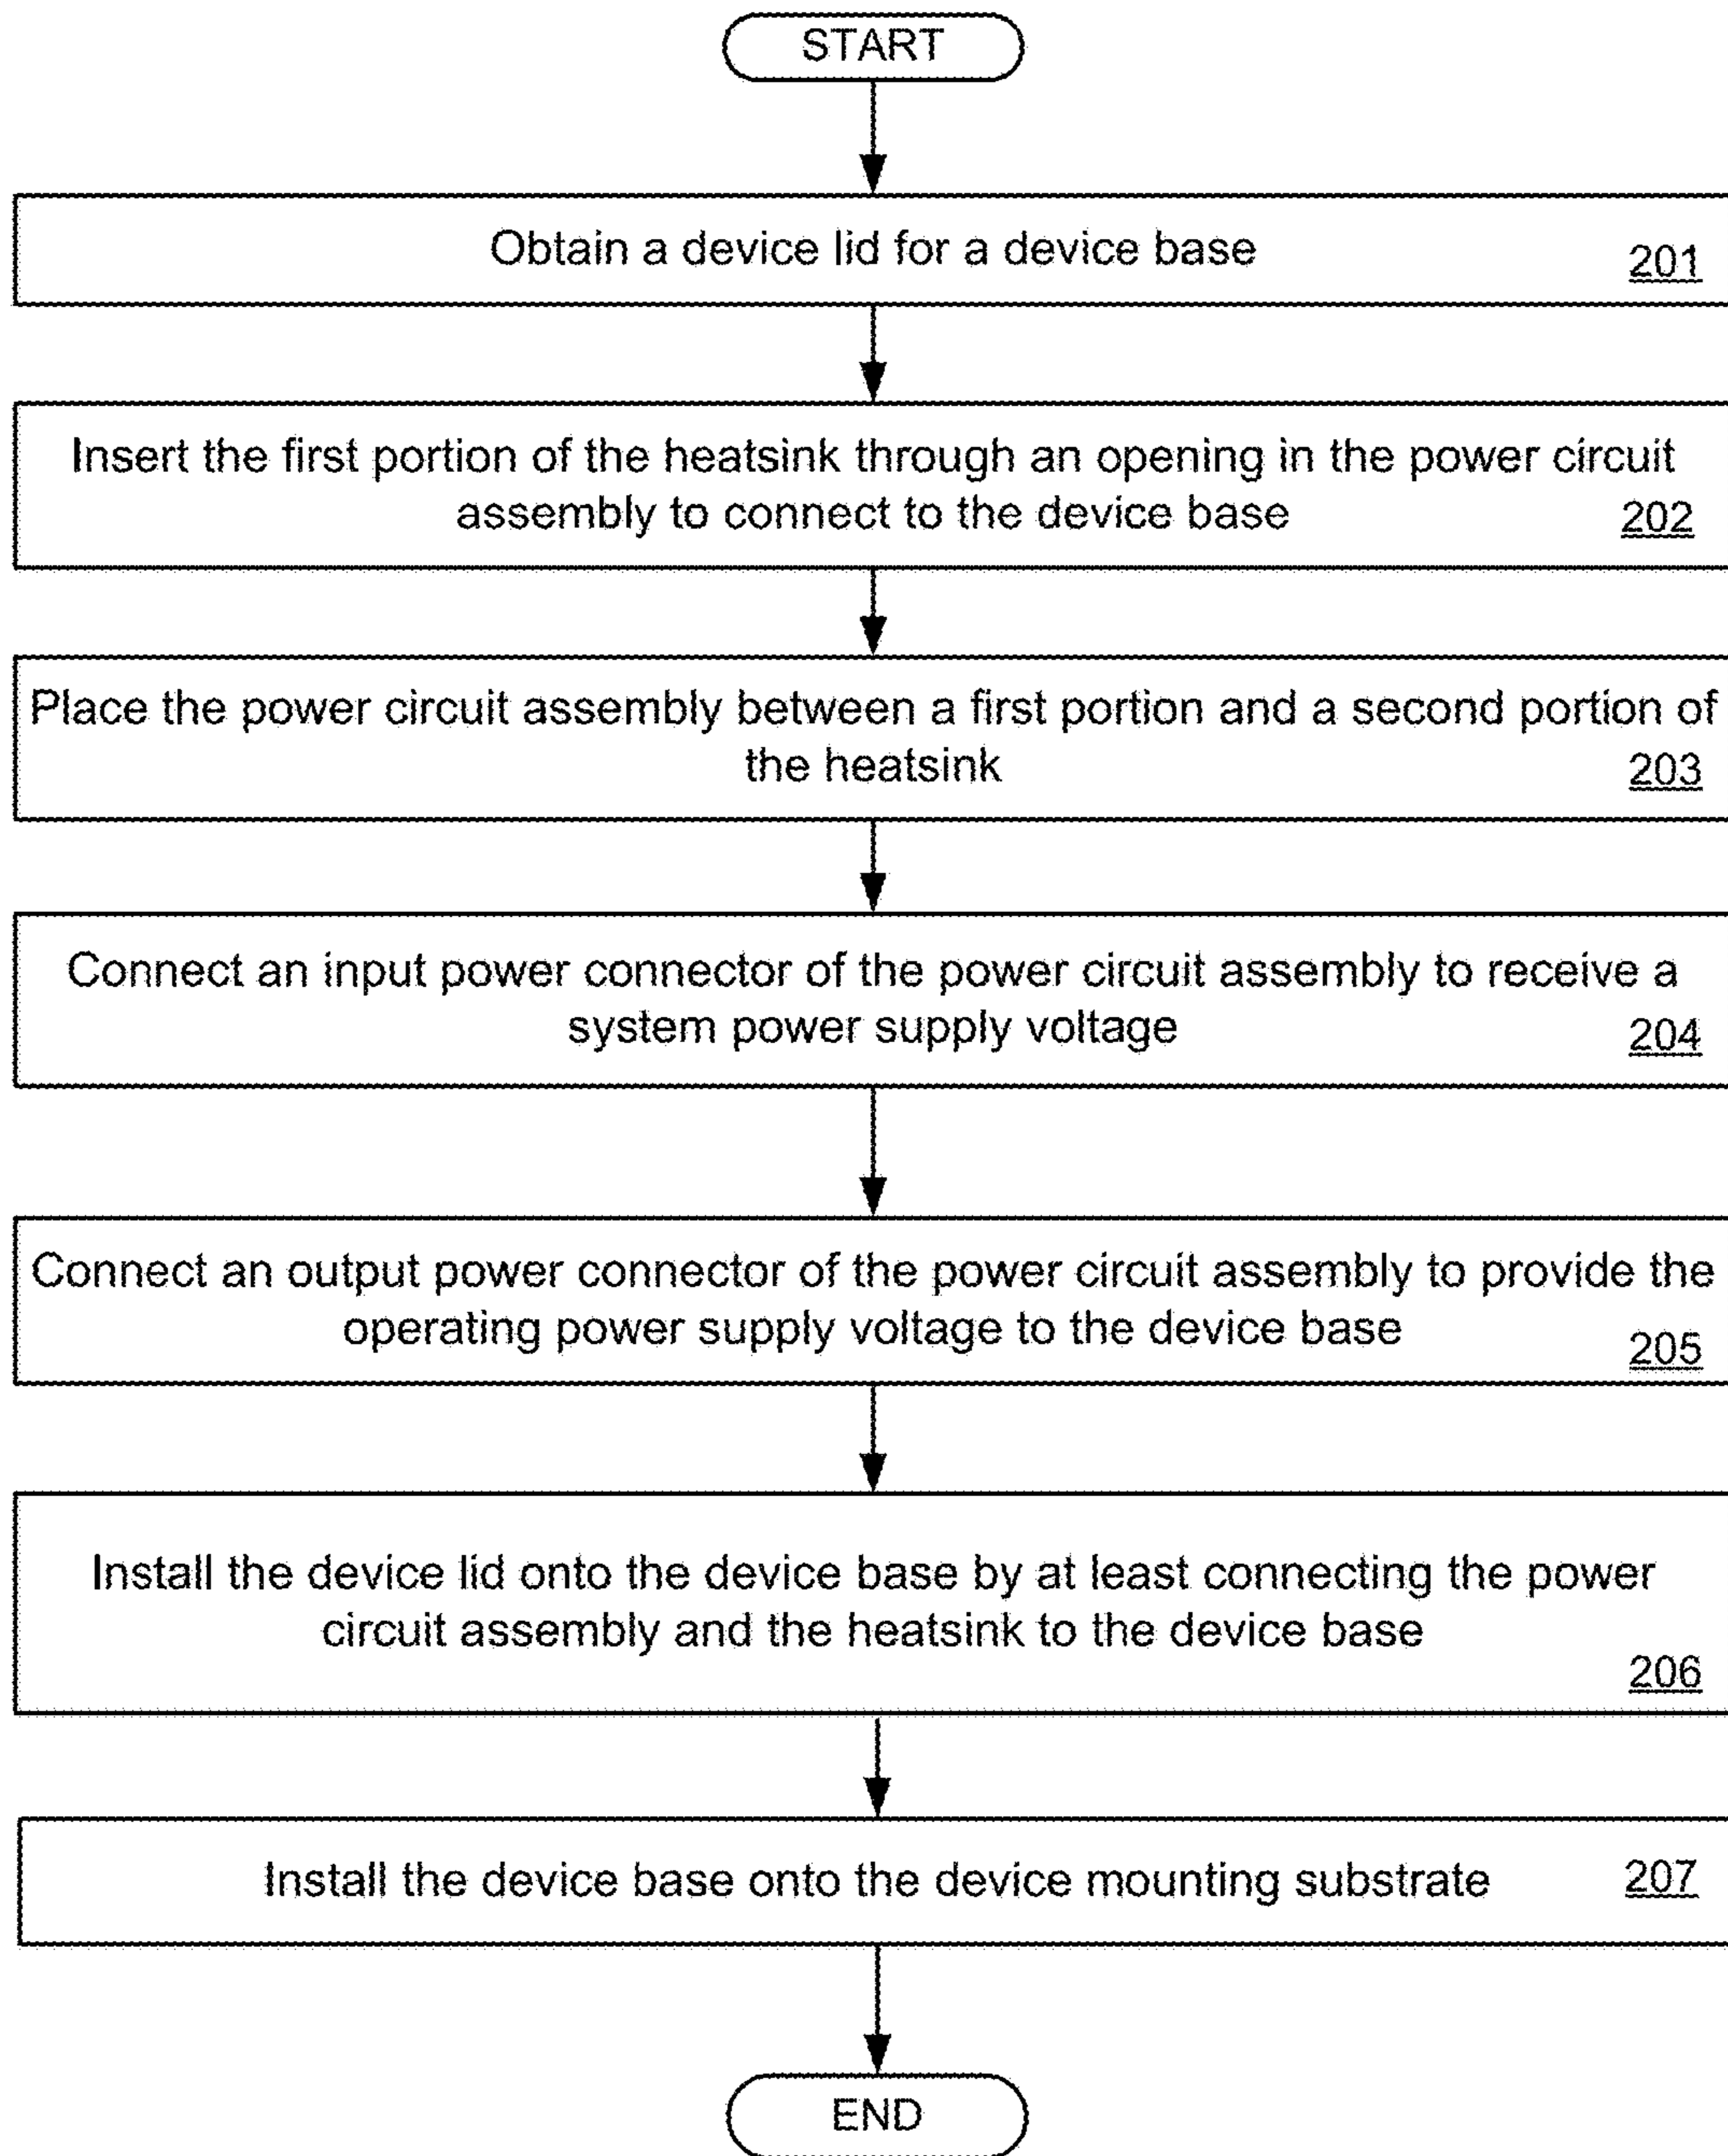 START
Obtain a device lid for a device base
201
Insert the first portion of the heatsink through an opening in the power circuit
assembly to connect to the device base
202
Place the power circuit assembly between a first portion and a second portion of
the heatsink
203
Connect an input power connector of the power circuit assembly to receive a
system power supply voltage
204
Connect an output power connector of the power circuit assembly to provide the
operating power supply voltage to the device base
205
Install the device lid onto the device base by at least connecting the power
circuit assembly and the heatsink to the device base
206
Install the device base onto the device mounting substrate
207
END